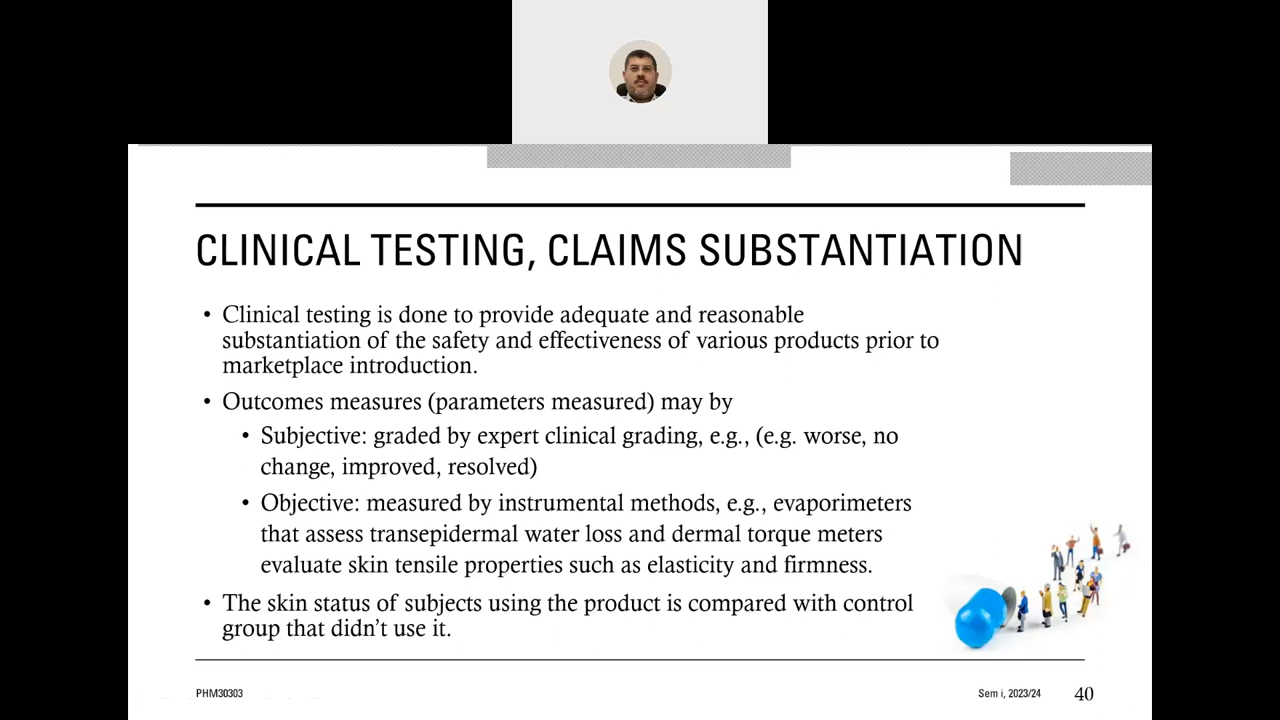 CLINICAL TESTING, CLAIMS SUBSTANTIATION
• Clinical testing is done to provide adequate and reasonable
substantiation of the safety and effectiveness of various products prior to
marketplace introduction.
• Outcomes measures (parameters measured) may by
• Subjective: graded by expert clinical grading, e.g., (e.g. worse, no
change, improved, resolved)
• Objective: measured by instrumental methods, e.g., evaporimeters
that assess transepidermal water loss and dermal torque meters
evaluate skin tensile properties such as elasticity and firmness.
• The skin status of subjects using the product is compared with control
group that didn’t use it.
PHM30303
Sem i, 2023/24
40